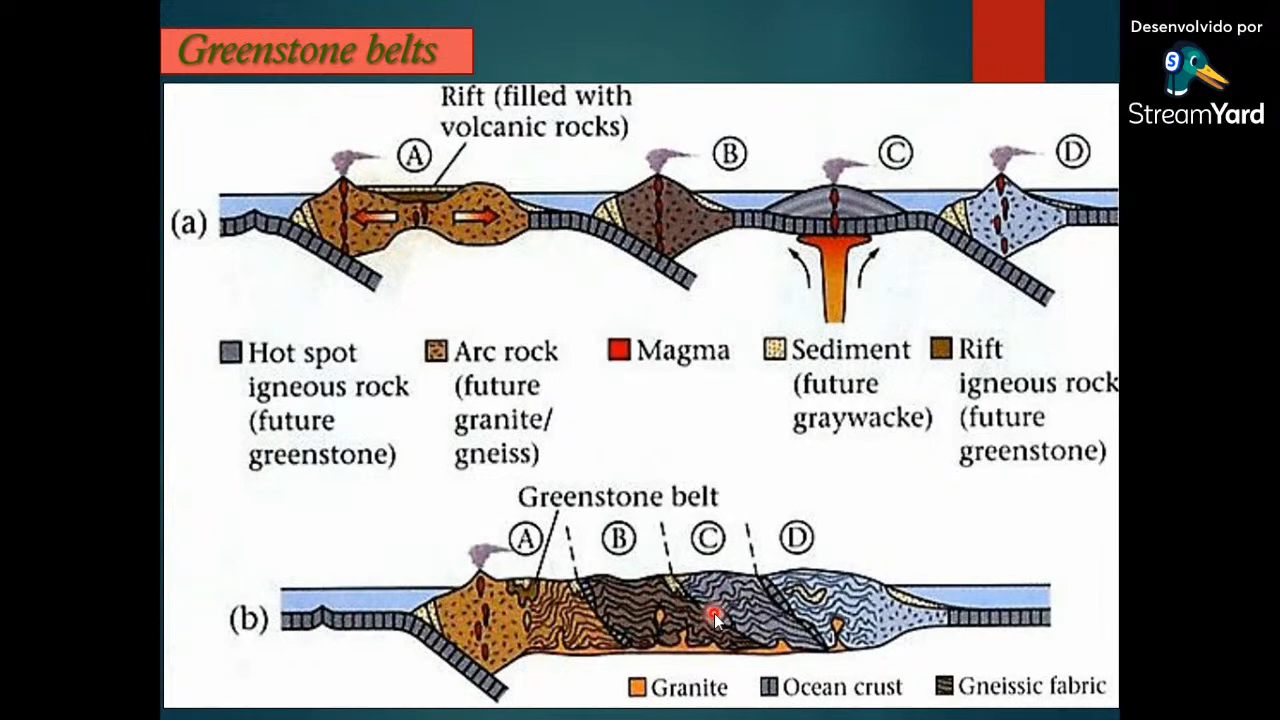 Greenstone belts
Desenvolvido por
S
StreamYard
Rift (filled with
volcanic rocks)
A
B
C
D
(a)
Hot spot
igneous rock
(future
greenstone)
Arc rock
(future
granite/
gneiss)
Magma
Sediment
(future
graywacke)
Rift
igneous rock
(future
greenstone)
Greenstone belt
A
B
C
D
(b)
Granite
Ocean crust
Gneissic fabric